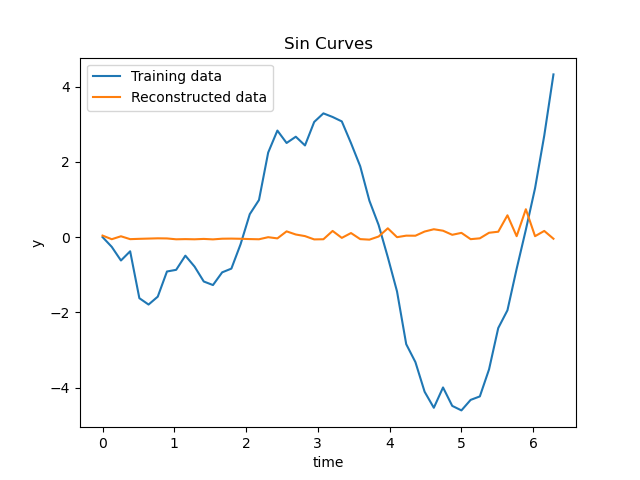 Sin Curves
Training data
Reconstructed data
4
2
0
−2
−4
y
0 1 2 3 4 5 6
time